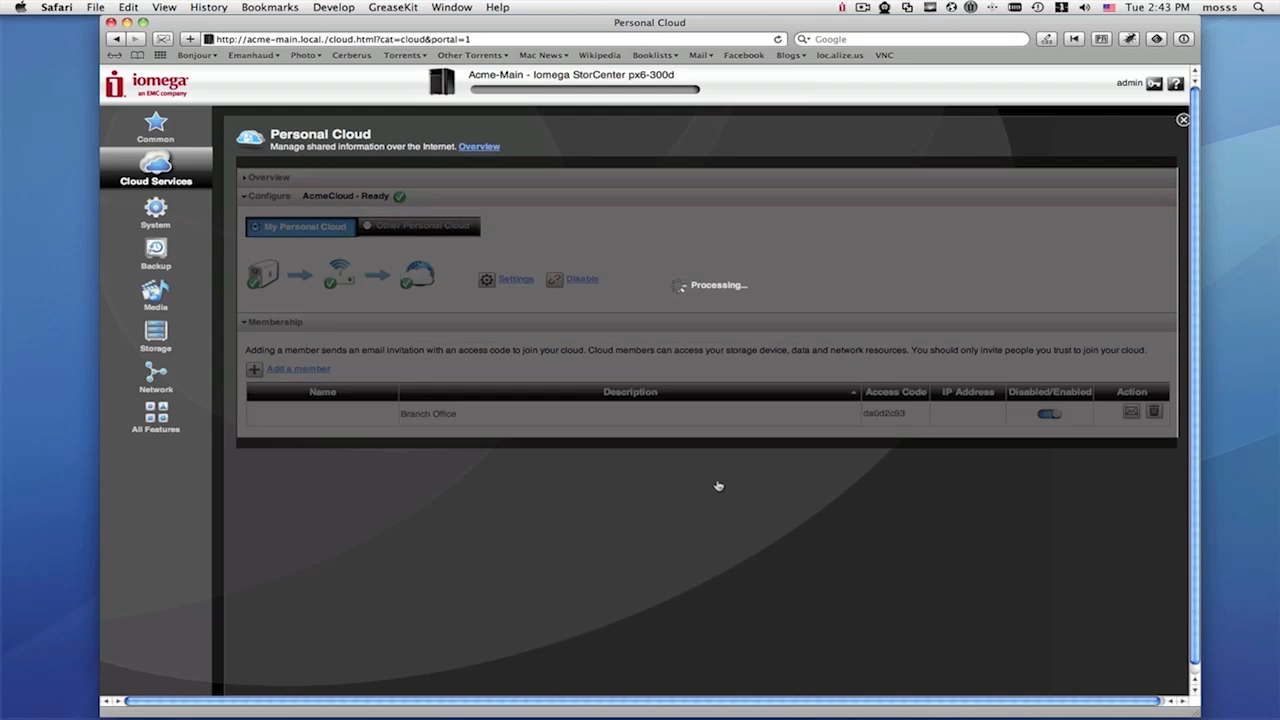 Safari File Edit View History Bookmarks Develop GreaseKit Window Help Tue 2:43 PM mosss
Personal Cloud
http://acme-main.local./cloud.html?cat=cloud&portal=1 Google
Bonjour Emanhaud Photo Cerberus Torrents Other Torrents Mac News Wikipedia Booklists Mail Facebook Blogs local.alize.us VNC
iomega
an EMC company
Acme-Main - Iomega StorCenter px6-300d
admin
Common
Cloud Services
System
Backup
Media
Storage
Network
All Features
Personal Cloud
Manage shared information over the Internet. Overview
Overview
Configure AcmeCloud - Ready
My Personal Cloud Other Personal Cloud
Settings Disable Processing...
Membership
Adding a member sends an email invitation with an access code to join your cloud. Cloud members can access your storage device, data and network resources. You should only invite people you trust to join your cloud.
Add a member
Name Description Access Code IP Address Disabled/Enabled Action
Branch Office da0d2c93